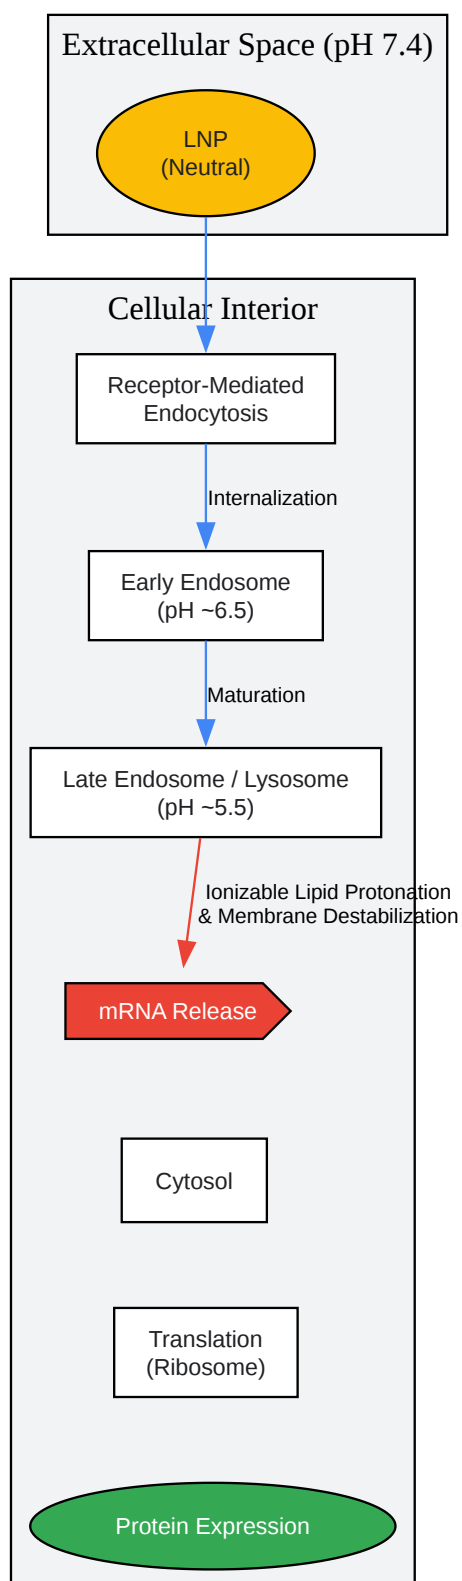 Extracellular Space (pH 7.4)
LNP
(Neutral)
Cellular Interior
Receptor-Mediated
Endocytosis
Internalization
Early Endosome
(pH ~6.5)
Maturation
Late Endosome / Lysosome
(pH ~5.5)
Ionizable Lipid Protonation
& Membrane Destabilization
mRNA Release
Cytosol
Translation
(Ribosome)
Protein Expression